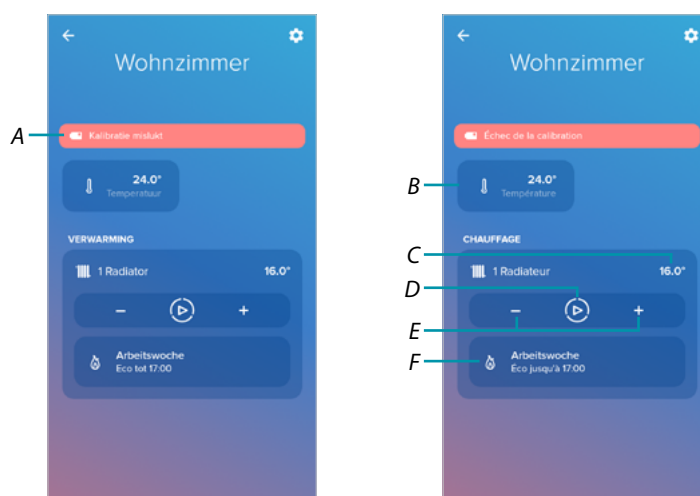 Wohnzimmer
A
Kalibratie mislukt
24.0°
Temperatuur
VERWARMING
1 Radiator 16.0°
− +
Arbeitswoche
Eco tot 17:00
Wohnzimmer
Échec de la calibration
B
24.0°
Température
CHAUFFAGE
C
1 Radiateur 16.0°
D
− +
E
F
Arbeitswoche
Éco jusqu'à 17:00